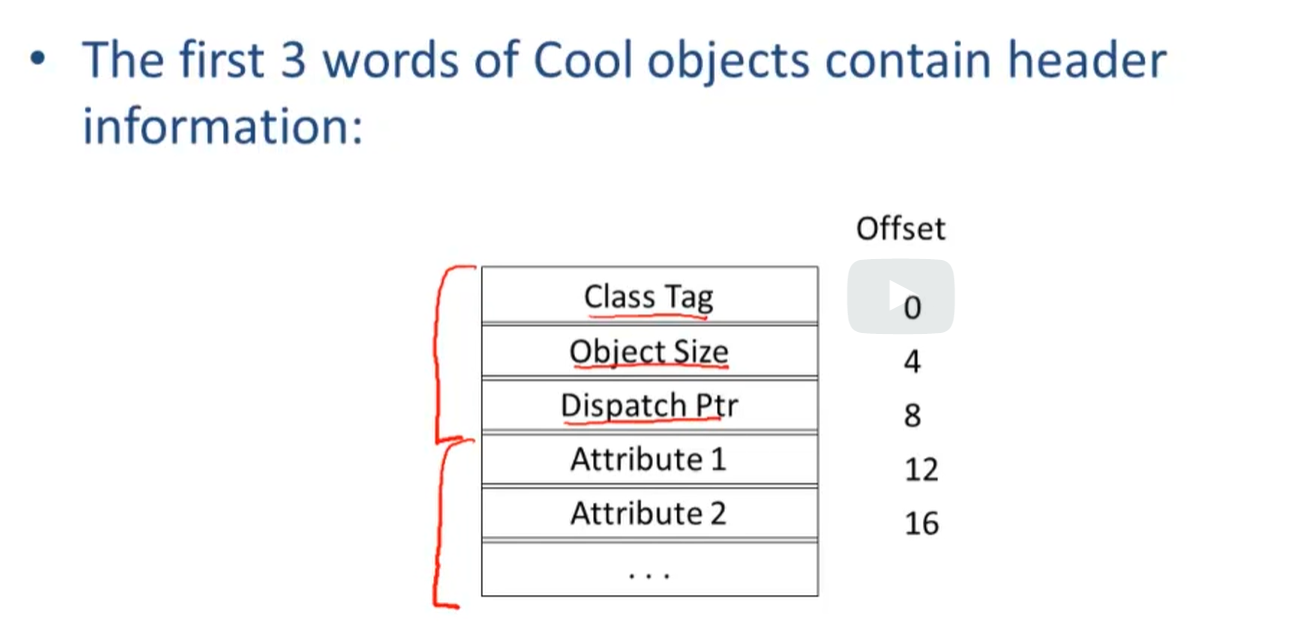 • The first 3 words of Cool objects contain header
information:
Offset
Class Tag 0
Object Size 4
Dispatch Ptr 8
Attribute 1 12
Attribute 2 16
. . .